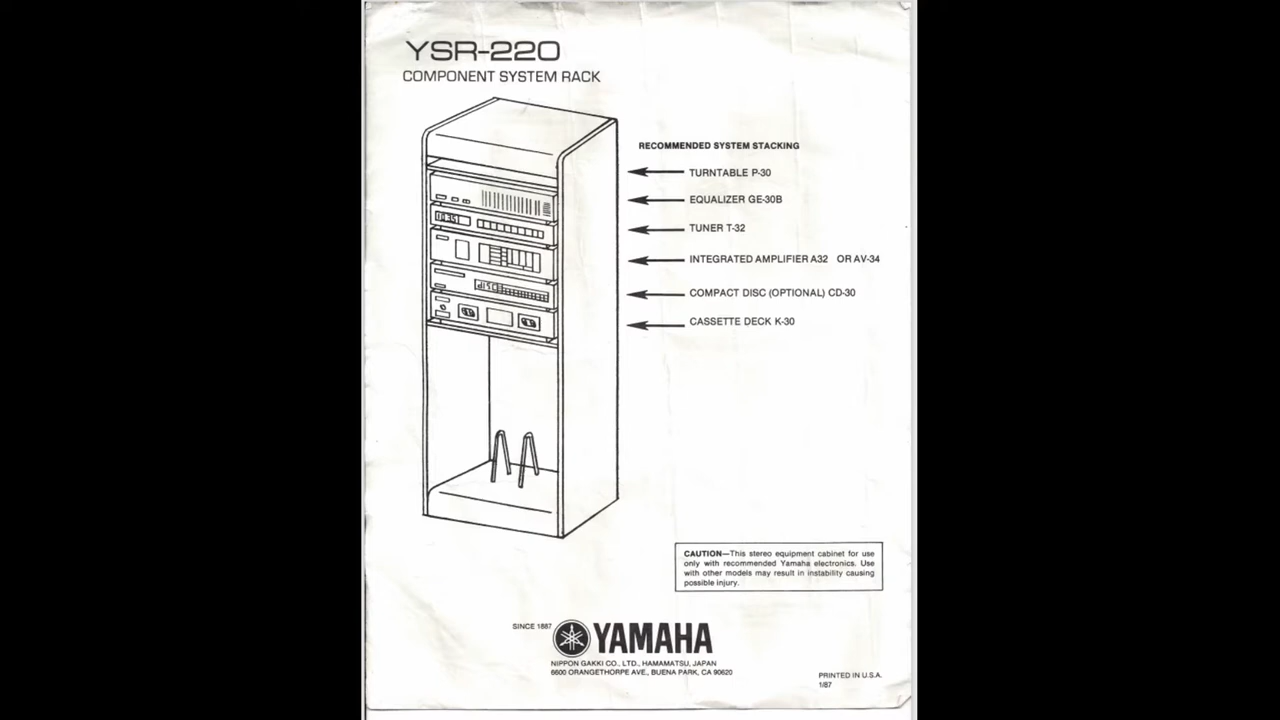 YSR-220
COMPONENT SYSTEM RACK
RECOMMENDED SYSTEM STACKING
TURNTABLE P-30
EQUALIZER GE-30B
TUNER T-32
INTEGRATED AMPLIFIER A32 OR AV-34
COMPACT DISC (OPTIONAL) CD-30
CASSETTE DECK K-30
CAUTION—This stereo equipment cabinet for use
only with recommended Yamaha electronics. Use
with other models may result in instability causing
possible injury.
SINCE 1887
YAMAHA
NIPPON GAKKI CO., LTD., HAMAMATSU, JAPAN
6600 ORANGETHORPE AVE., BUENA PARK, CA 90620
PRINTED IN U.S.A.
1/87